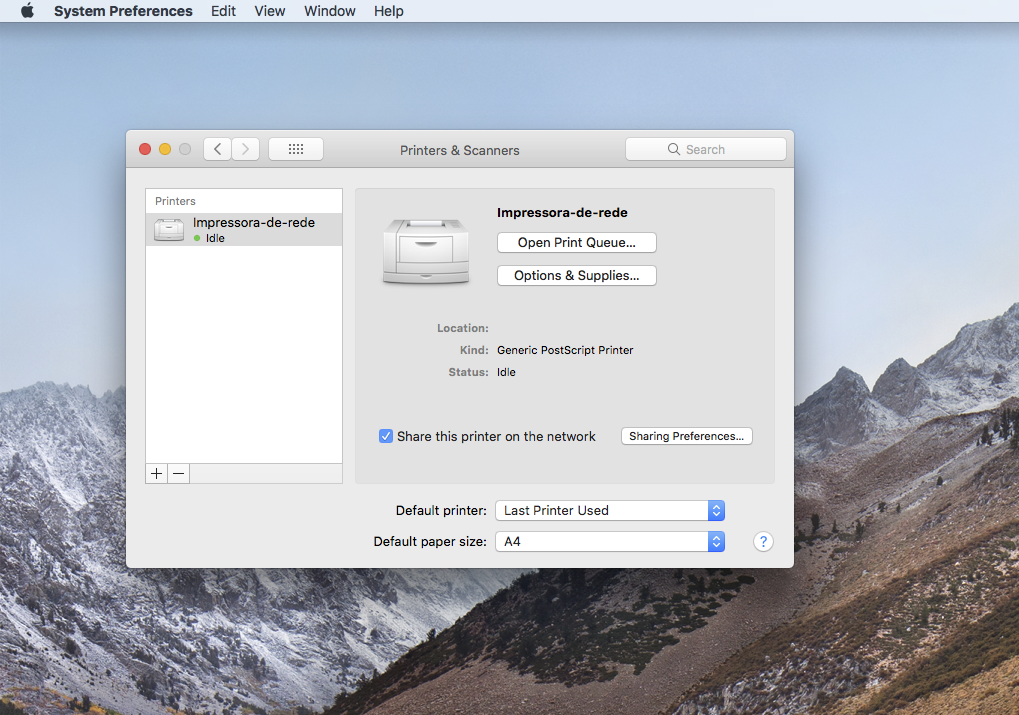 System Preferences Edit View Window Help
Printers & Scanners
Search
Printers
Impressora-de-rede
Idle
Impressora-de-rede
Open Print Queue...
Options & Supplies...
Location:
Kind: Generic PostScript Printer
Status: Idle
Share this printer on the network
Sharing Preferences...
Default printer: Last Printer Used
Default paper size: A4
?